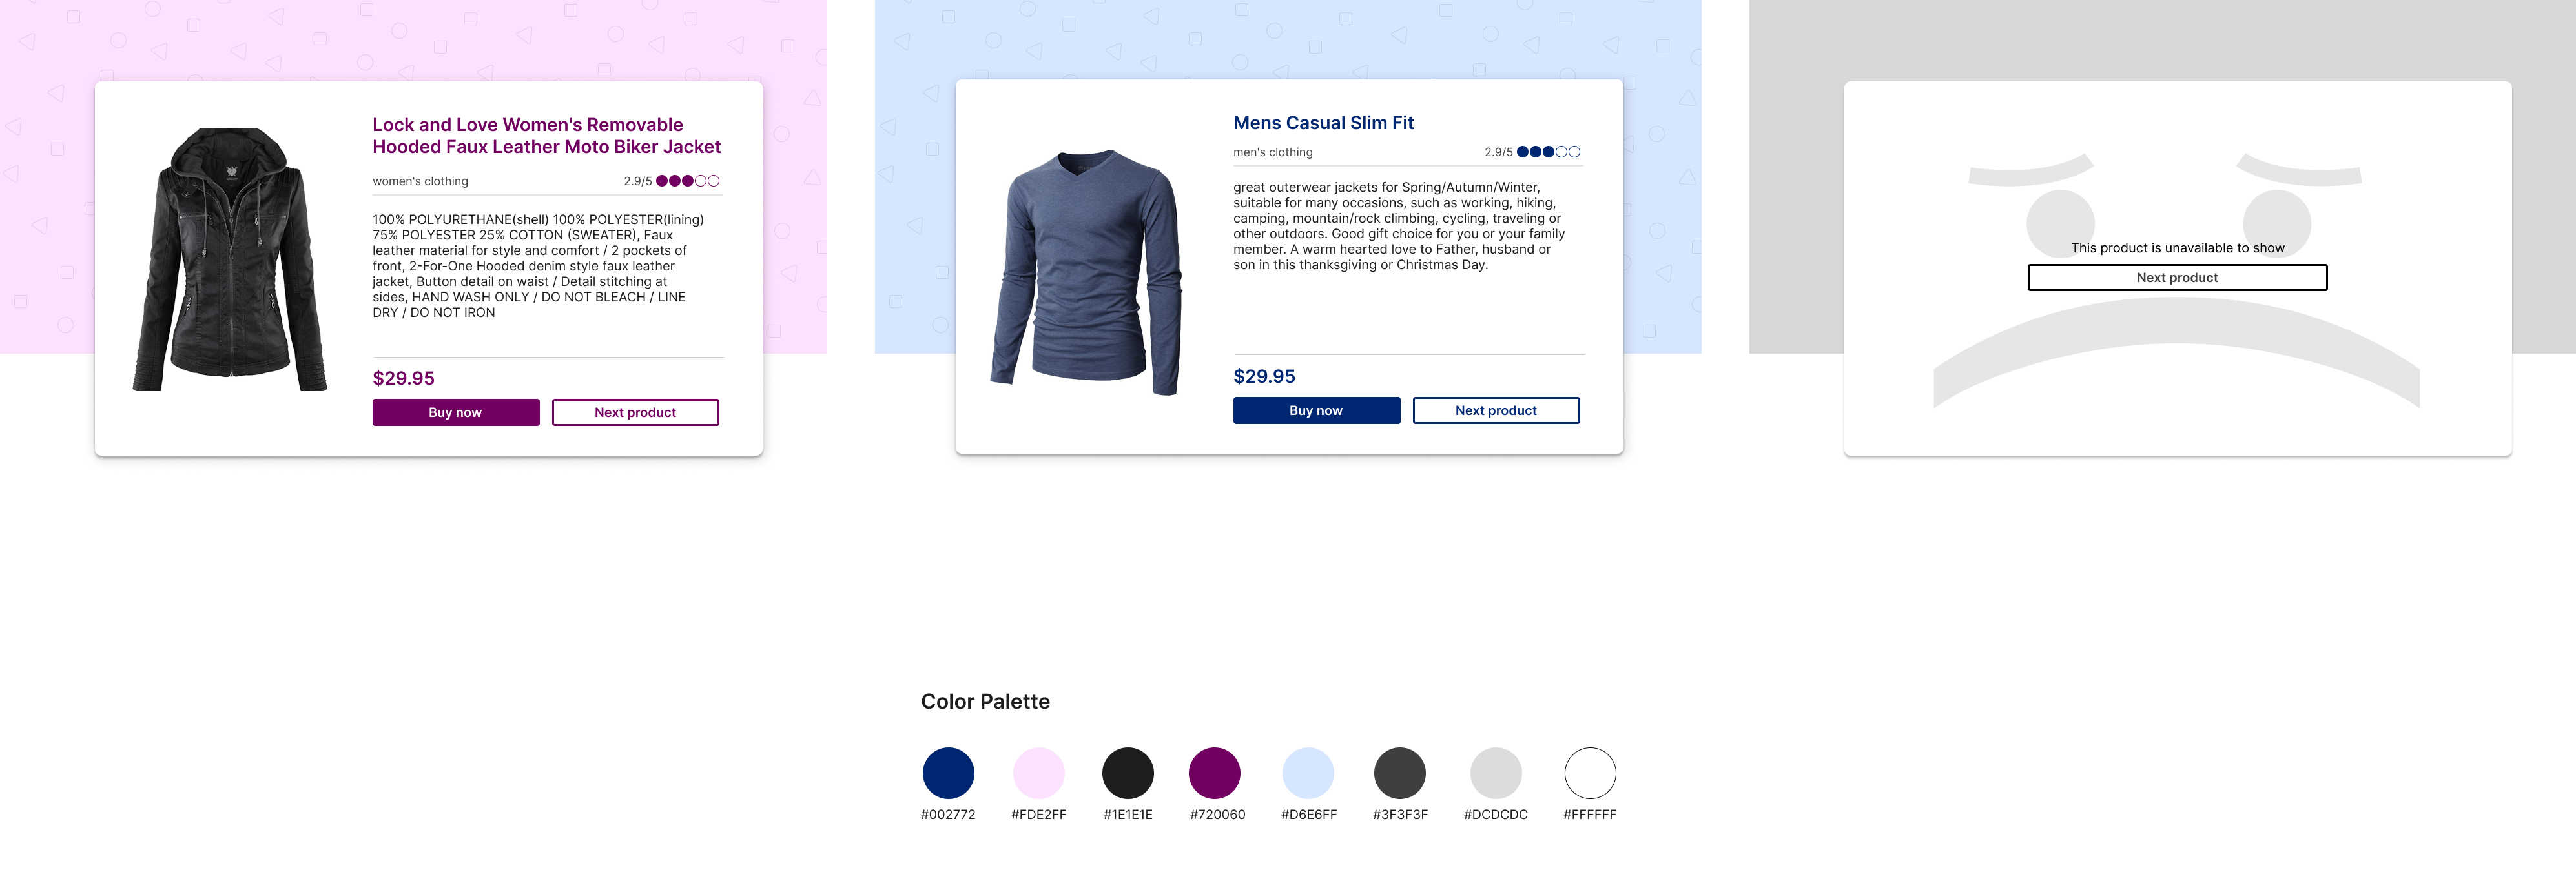 Lock and Love Women's Removable
Hooded Faux Leather Moto Biker Jacket
women's clothing
2.9/5
100% POLYURETHANE(shell) 100% POLYESTER(lining)
75% POLYESTER 25% COTTON (SWEATER), Faux
leather material for style and comfort / 2 pockets of
front, 2-For-One Hooded denim style faux leather
jacket, Button detail on waist / Detail stitching at
sides, HAND WASH ONLY / DO NOT BLEACH / LINE
DRY / DO NOT IRON
$29.95
Buy now
Next product
Mens Casual Slim Fit
men's clothing
2.9/5
great outerwear jackets for Spring/Autumn/Winter,
suitable for many occasions, such as working, hiking,
camping, mountain/rock climbing, cycling, traveling or
other outdoors. Good gift choice for you or your family
member. A warm hearted love to Father, husband or
son in this thanksgiving or Christmas Day.
$29.95
Buy now
Next product
This product is unavailable to show
Next product
Color Palette
#002772
#FDE2FF
#1E1E1E
#720060
#D6E6FF
#3F3F3F
#DCDCDC
#FFFFFF